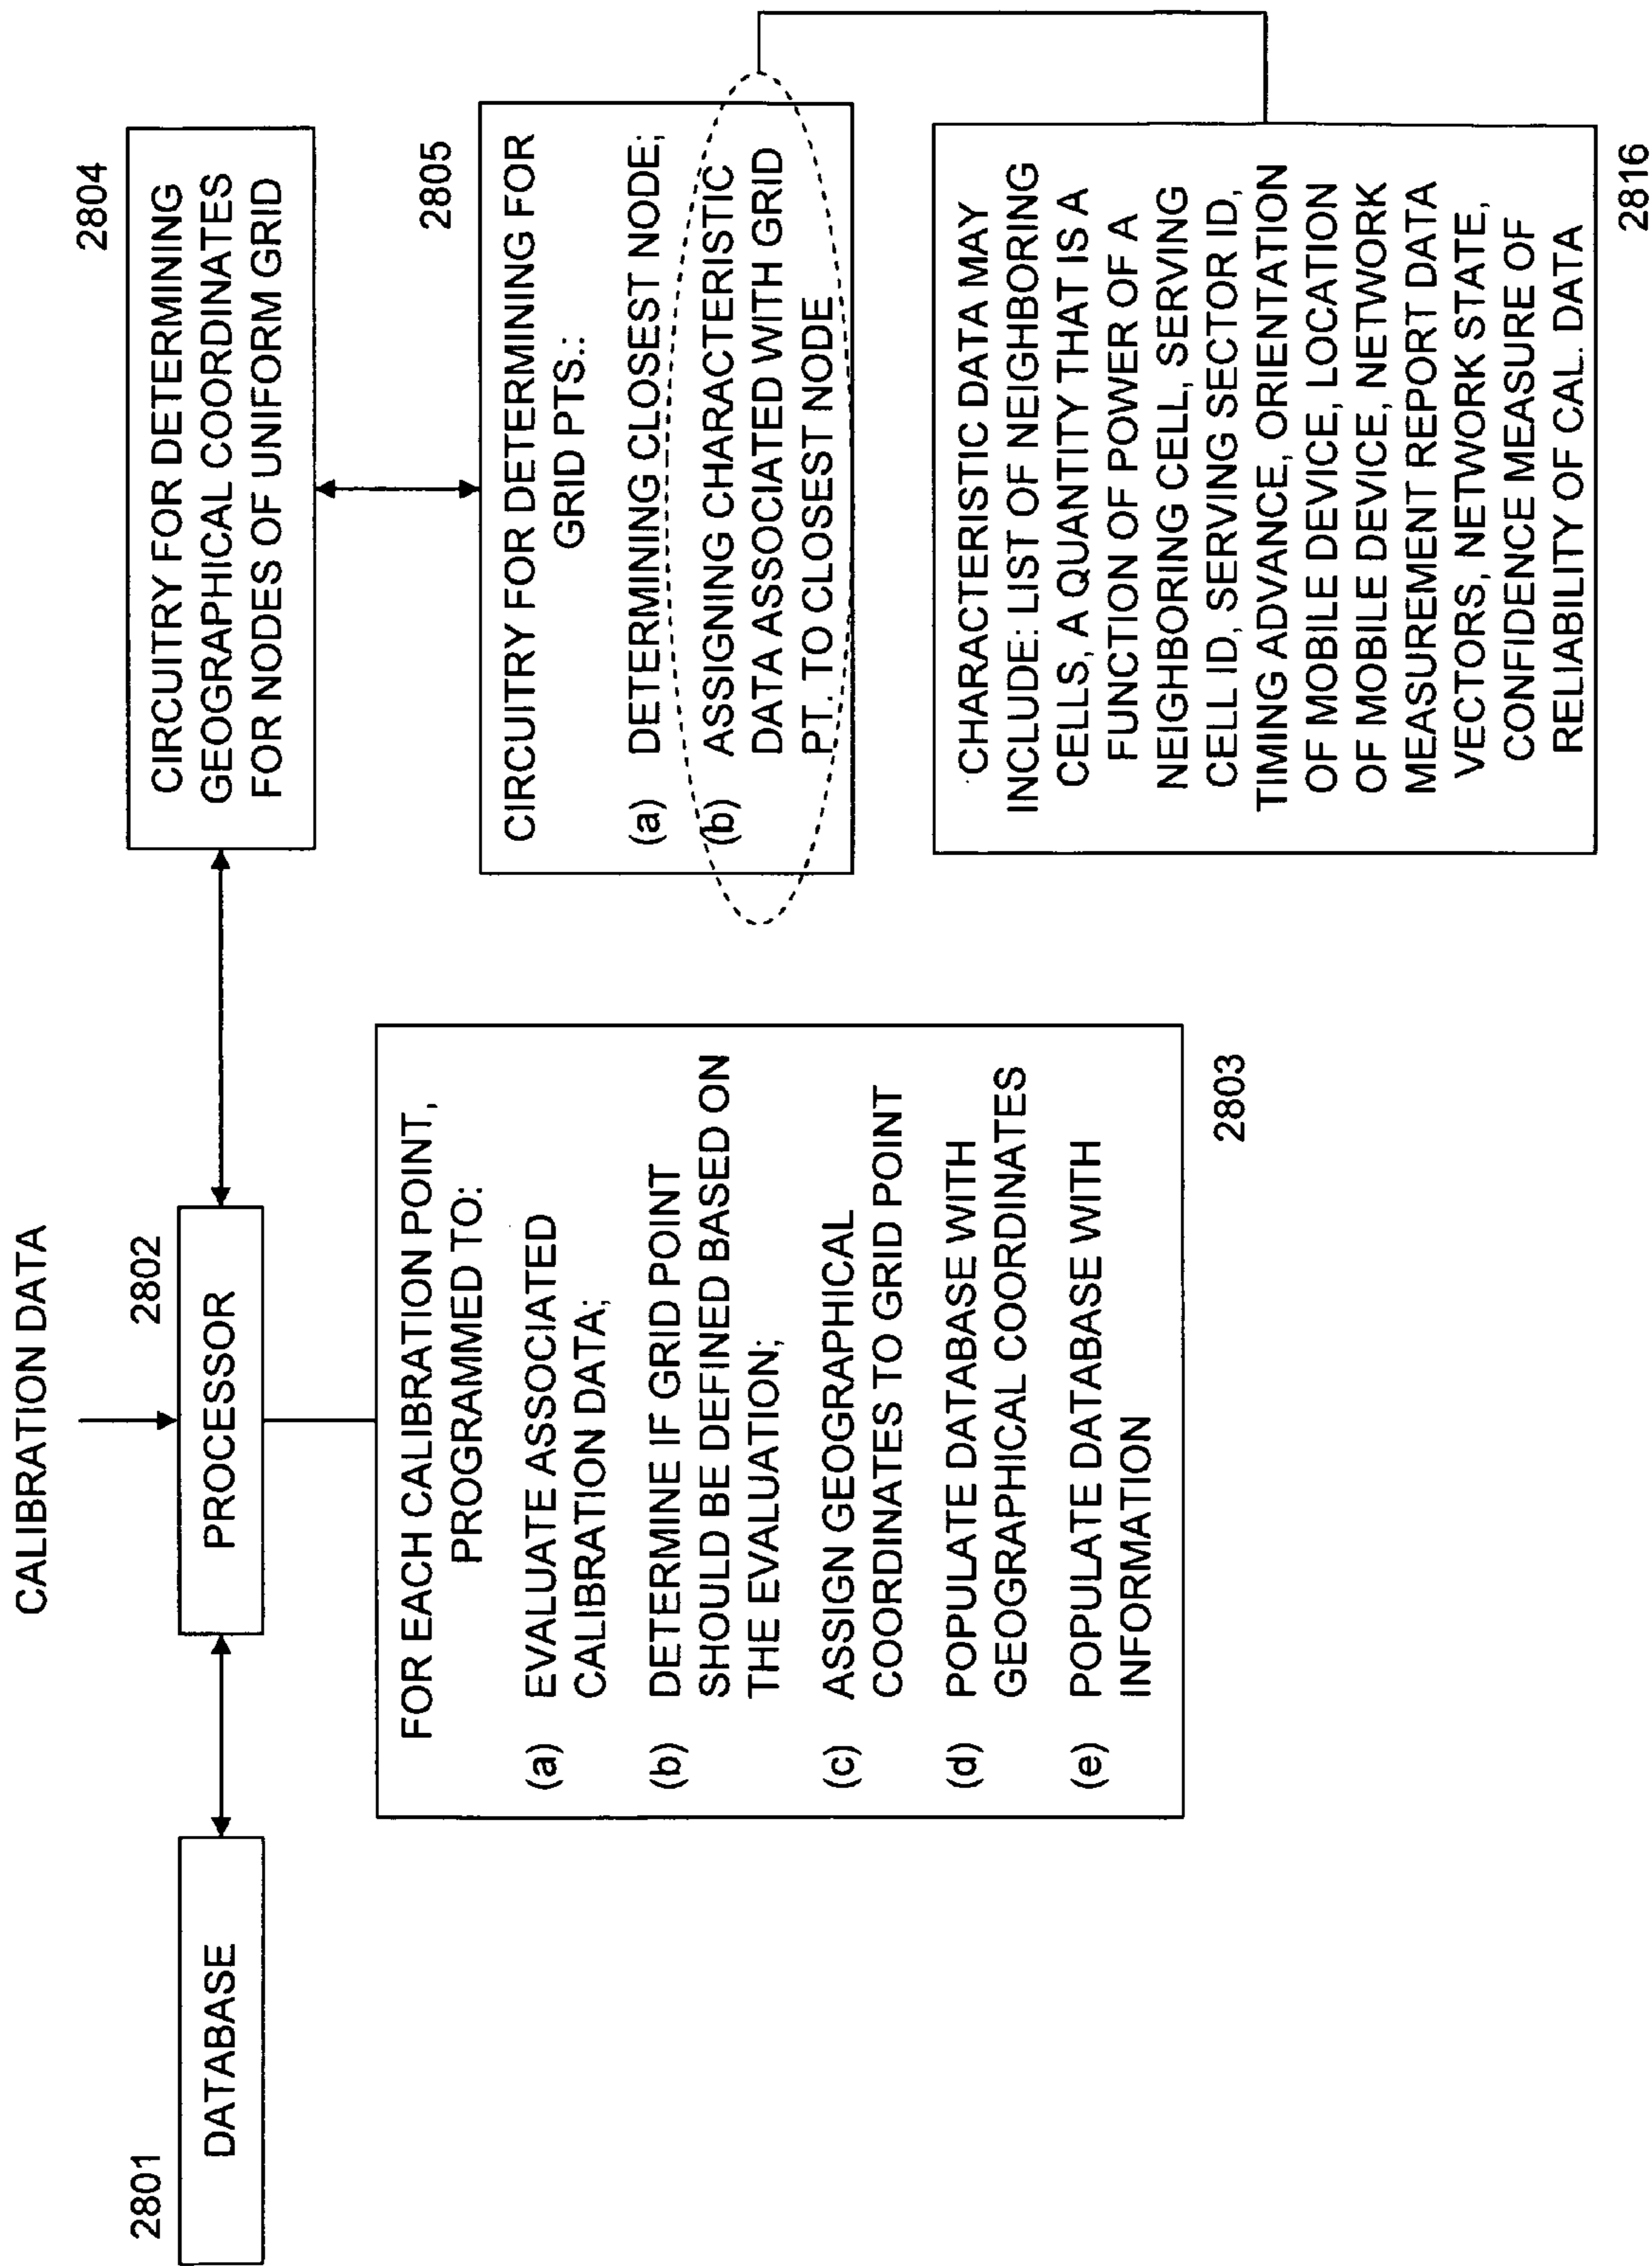 CALIBRATION DATA
2801
DATABASE
2802
PROCESSOR
FOR EACH CALIBRATION POINT,
PROGRAMMED TO:
(a) EVALUATE ASSOCIATED
CALIBRATION DATA;
(b) DETERMINE IF GRID POINT
SHOULD BE DEFINED BASED ON
THE EVALUATION;
(c) ASSIGN GEOGRAPHICAL
COORDINATES TO GRID POINT
(d) POPULATE DATABASE WITH
GEOGRAPHICAL COORDINATES
(e) POPULATE DATABASE WITH
INFORMATION
2803
2804
CIRCUITRY FOR DETERMINING
GEOGRAPHICAL COORDINATES
FOR NODES OF UNIFORM GRID
2805
CIRCUITRY FOR DETERMINING FOR
GRID PTS.:
(a) DETERMINING CLOSEST NODE;
(b) ASSIGNING CHARACTERISTIC
DATA ASSOCIATED WITH GRID
PT. TO CLOSEST NODE
CHARACTERISTIC DATA MAY
INCLUDE: LIST OF NEIGHBORING
CELLS, A QUANTITY THAT IS A
FUNCTION OF POWER OF A
NEIGHBORING CELL, SERVING
CELL ID, SERVING SECTOR ID,
TIMING ADVANCE, ORIENTATION
OF MOBILE DEVICE, LOCATION
OF MOBILE DEVICE, NETWORK
MEASUREMENT REPORT DATA
VECTORS, NETWORK STATE,
CONFIDENCE MEASURE OF
RELIABILITY OF CAL. DATA
2816